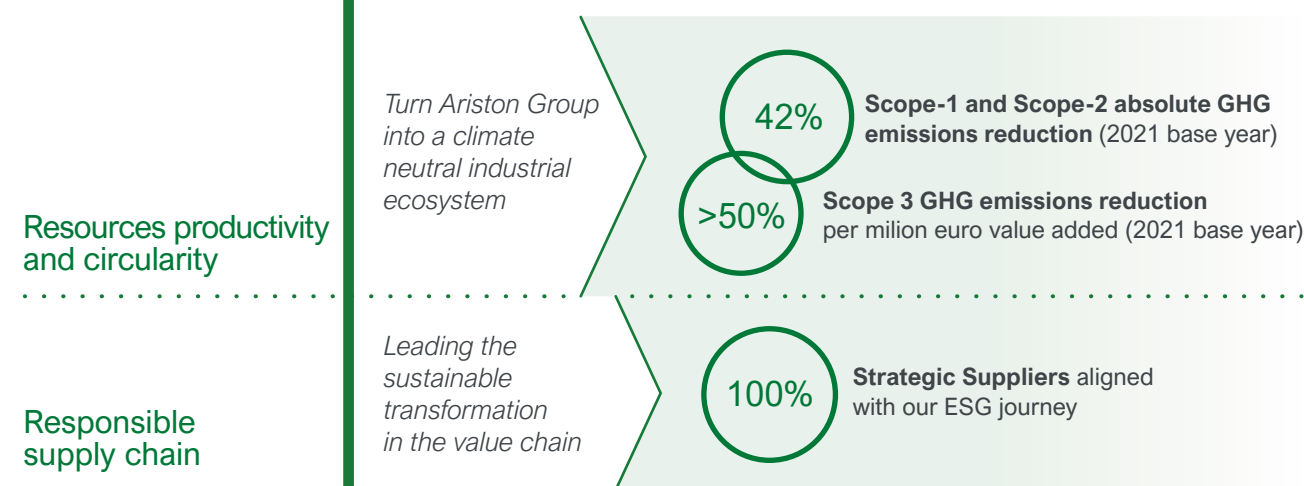 Resources productivity
and circularity
Turn Ariston Group
into a climate
neutral industrial
ecosystem
42%
Scope-1 and Scope-2 absolute GHG
emissions reduction (2021 base year)
>50%
Scope 3 GHG emissions reduction
per milion euro value added (2021 base year)
Responsible
supply chain
Leading the
sustainable
transformation
in the value chain
100%
Strategic Suppliers aligned
with our ESG journey